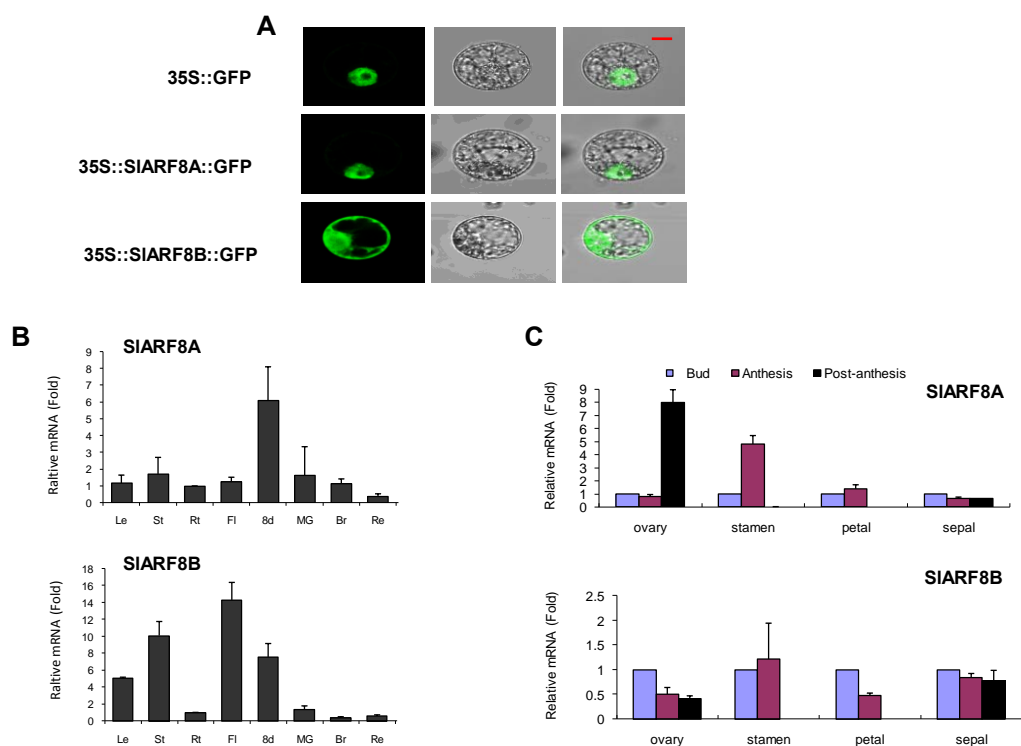 A
35S::GFP
35S::SlARF8A::GFP
35S::SlARF8B::GFP
B
SlARF8A
Raltive mRNA (Fold)
9
8
7
6
5
4
3
2
1
0
Le St Rt Fl 8d MG Br Re
SlARF8B
Raltive mRNA (Fold)
18
16
14
12
10
8
6
4
2
0
Le St Rt Fl 8d MG Br Re
C
Bud Anthesis Post-anthesis
SlARF8A
Relative mRNA (Fold)
9
8
7
6
5
4
3
2
1
0
ovary stamen petal sepal
SlARF8B
Relative mRNA (Fold)
2.5
2
1.5
1
0.5
0
ovary stamen petal sepal